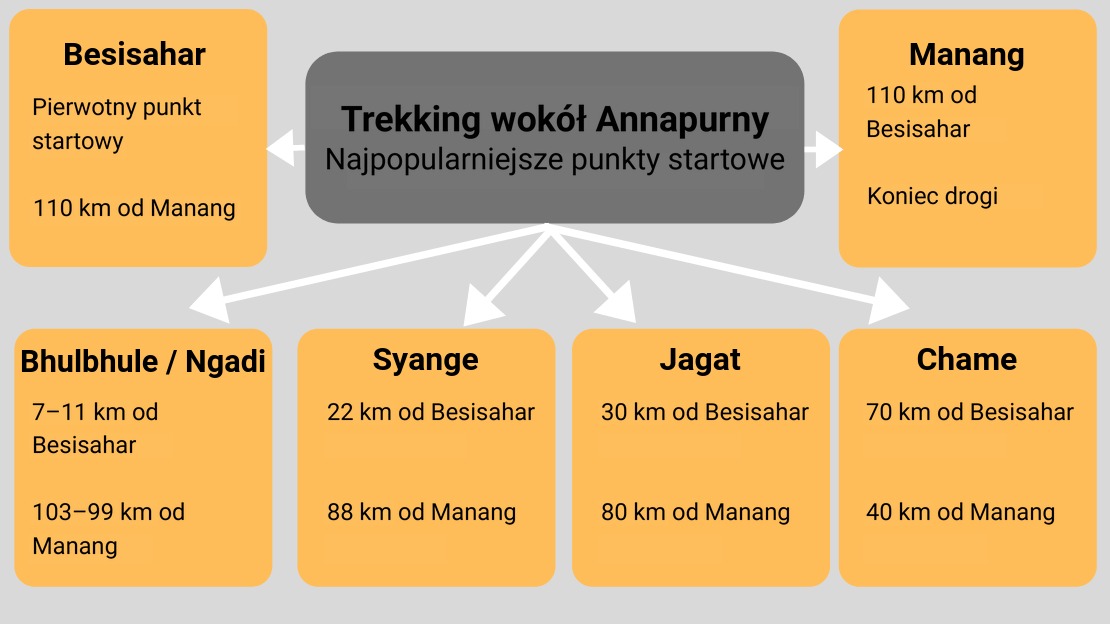 Besisahar
Pierwotny punkt
startowy
110 km od Manang
Trekking wokół Annapurny
Najpopularniejsze punkty startowe
Manang
110 km od
Besisahar
Koniec drogi
Bhulbhule / Ngadi
7–11 km od
Besisahar
103–99 km od
Manang
Syange
22 km od Besisahar
88 km od Manang
Jagat
30 km od Besisahar
80 km od Manang
Chame
70 km od Besisahar
40 km od Manang